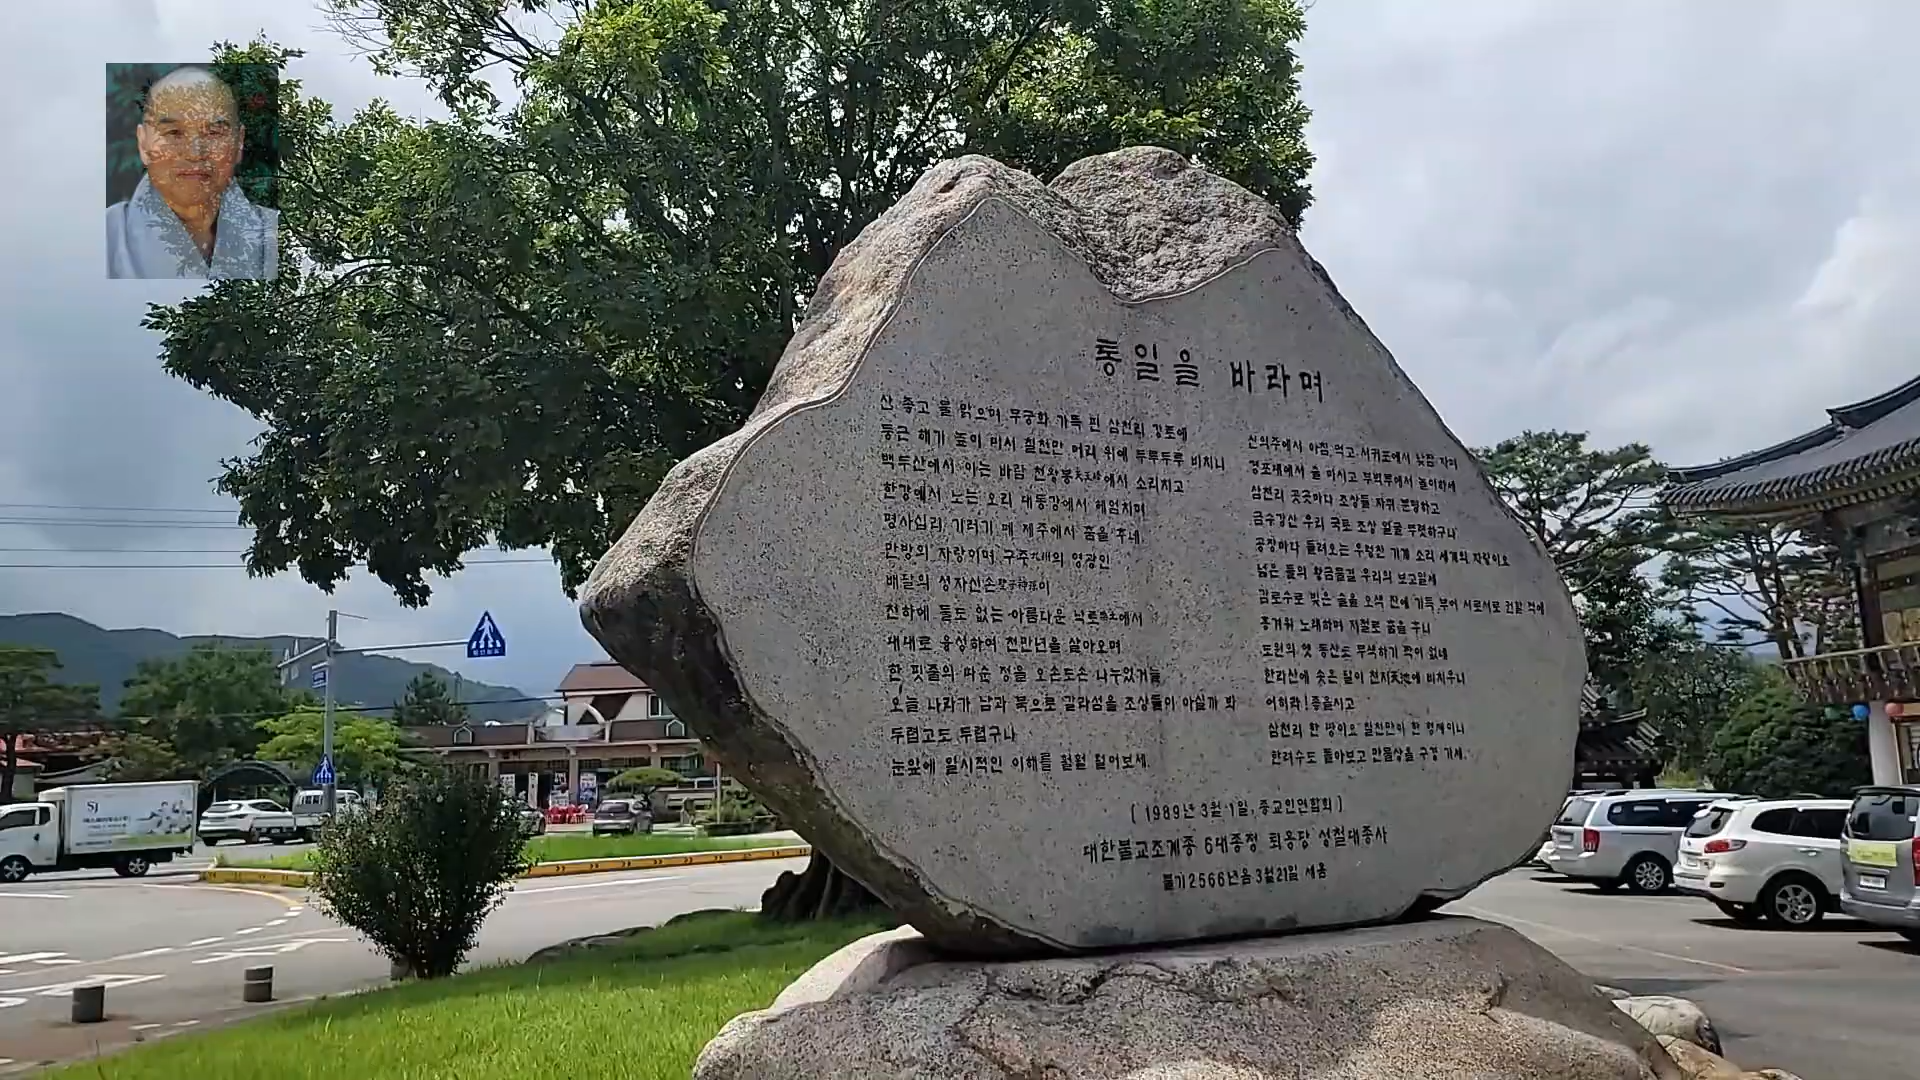 통일을 바라며
산 좋고 물 맑으며 무궁화 가득 핀 삼천리 강토에
둥근 해가 높이 떠서 칠천만 머리 위에 두루두루 비치니
백두산에서 이는 바람 천왕봉天王峰에서 소리치고
한강에서 노는 오리 대동강에서 헤엄치며
명사십리 기러기 떼 제주에서 춤을 추네
만방의 자랑이며 구주九州의 영광인
배달의 성자신손聖子神孫이
천하에 둘도 없는 아름다운 낙토樂土에서
대대로 융성하여 천만년을 살아오며
한 핏줄의 따순 정을 오손도손 나누었거늘
오늘 나라가 남과 북으로 갈라섬을 조상들이 아실까 봐
두렵고도 두렵구나
눈앞에 일시적인 이해를 훨훨 털어보세.
신의주에서 아침 먹고 서귀포에서 낮잠 자며
경포대에서 술 마시고 부벽루에서 놀이하세
삼천리 곳곳마다 조상들 자취 분명하고
금수강산 우리 국토 조상 얼굴 뚜렷하구나
공장마다 들려오는 우렁찬 기계 소리 세계의 자랑이요
넓은 들의 황금물결 우리의 보고일세
감로수로 빚은 술을 오색 잔에 가득 부어 서로서로 권할 적에
흥겨워 노래하며 저절로 춤을 추니
도원의 옛 동산도 무색하기 짝이 없네
한라산에 솟은 달이 천지天池에 비치우니
어허라! 좋을시고
삼천리 한 땅이요 칠천만이 한 형제이니
한려수도 돌아보고 만물상을 구경 가세.
(1989년 3월 1일, 종교인연합회)
대한불교조계종 6대종정 퇴옹당 성철대종사
불기2566년음 3월21일 세움
SJ